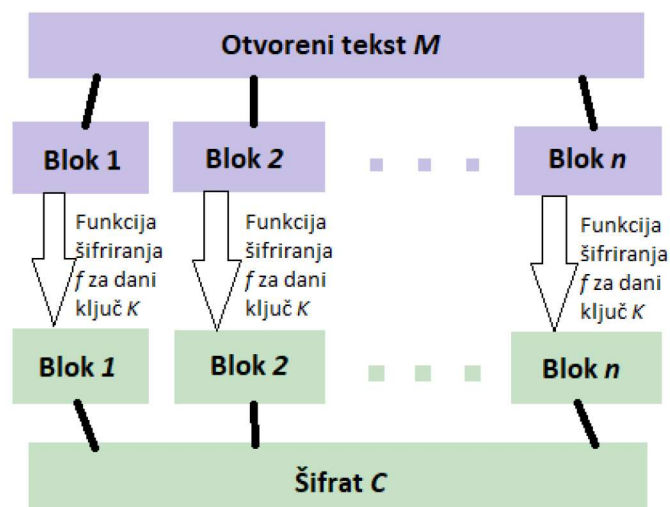 Otvoreni tekst M
Blok 1
Blok 2
Blok n
Funkcija
šifriranja
f za dani
ključ K
Funkcija
šifriranja
f za dani
ključ K
Funkcija
šifriranja
f za dani
ključ K
Blok 1
Blok 2
Blok n
Šifrat C